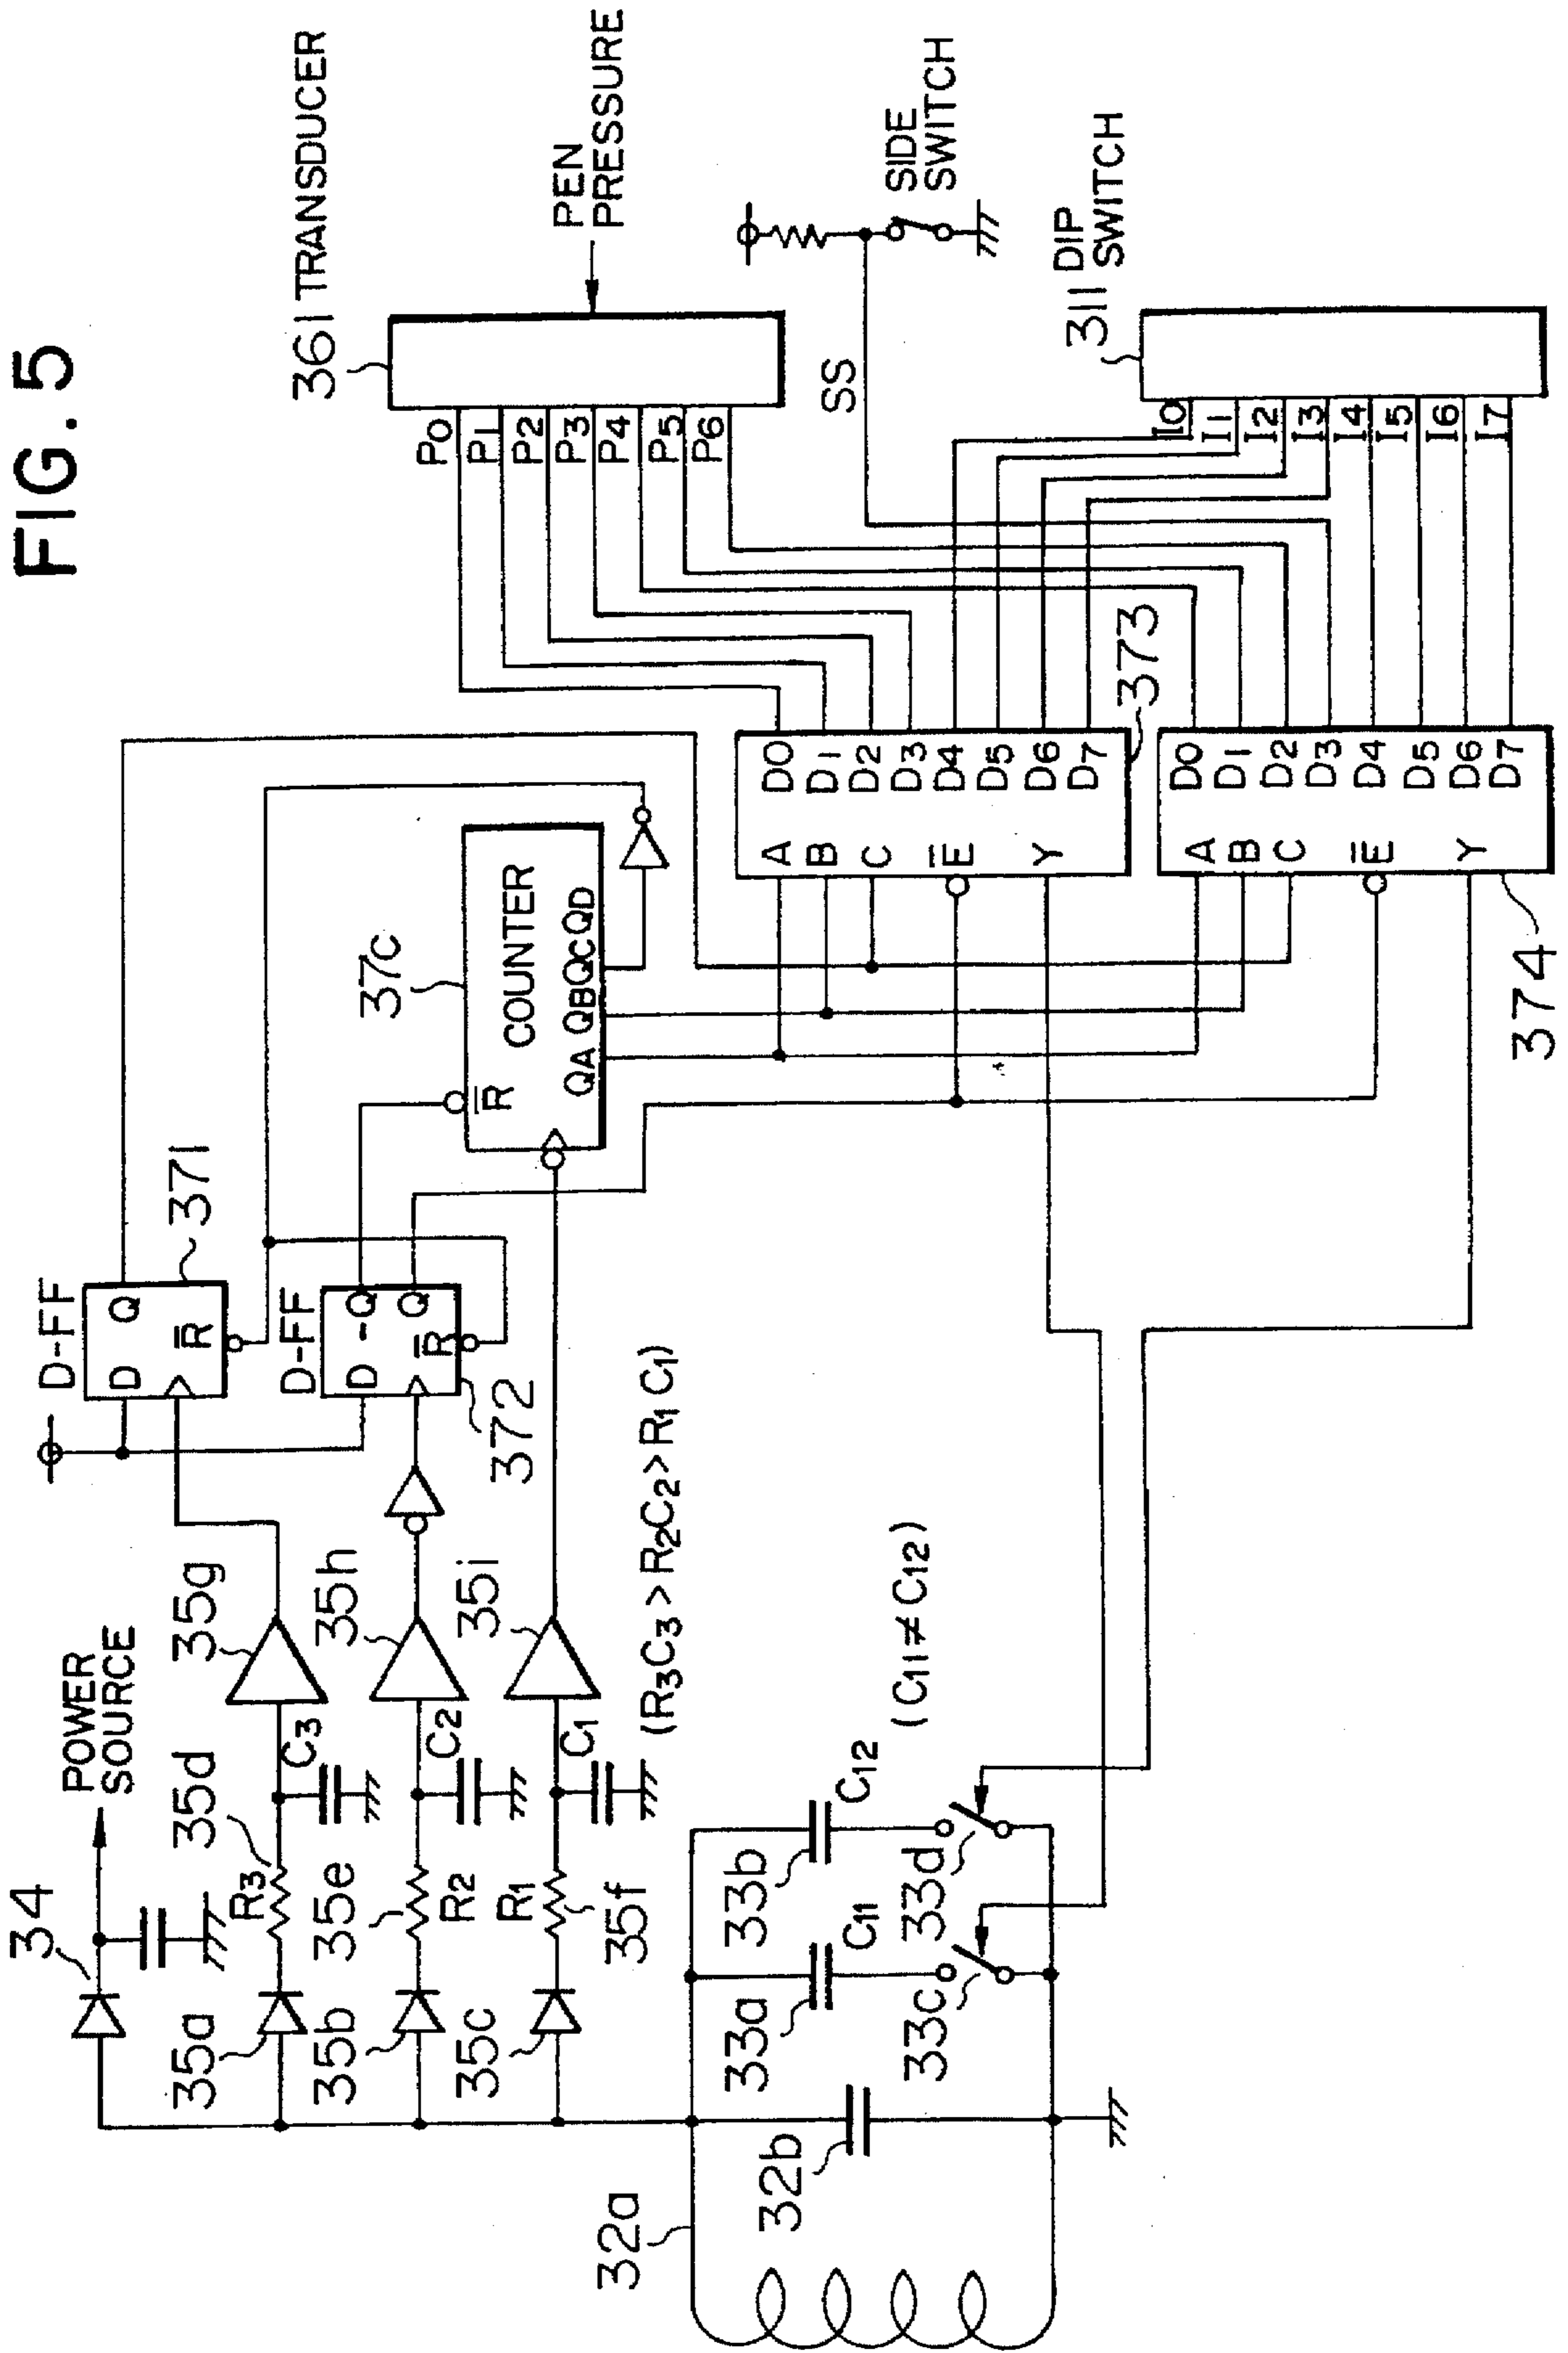 FIG. 5
34
POWER
SOURCE
35a
R3
35d
C3
35g
D-FF
D
Q
R
371
35b
35e
R2
C2
35h
D-FF
D
Q
Q
R
372
35c
R1
35f
C1
35i
(R3C3 > R2C2 > R1C1)
37c
COUNTER
R
QA QB QC QD
361 TRANSDUCER
PEN
PRESSURE
P0
P1
P2
P3
P4
P5
P6
SS
SIDE
SWITCH
311 DIP
SWITCH
I0
I1
I2
I3
I4
I5
I6
I7
A
B
C
E
Y
D0
D1
D2
D3
D4
D5
D6
D7
373
A
B
C
E
Y
D0
D1
D2
D3
D4
D5
D6
D7
374
32a
32b
33a
C11
33c
33b
C12
33d
(C11 ≠ C12)